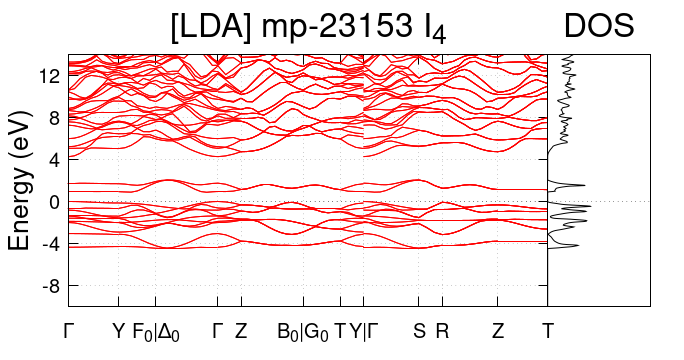 [LDA] mp-23153 I₄ DOS
Energy (eV)
12
8
4
0
-4
-8
Γ Y F₀|Δ₀ Γ Z B₀|G₀ T Y|Γ S R Z T